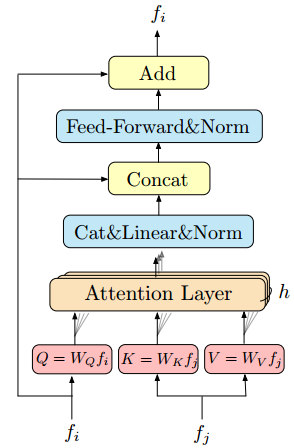 f_i
Add
Feed-Forward&Norm
Concat
Cat&Linear&Norm
Attention Layer
h
Q = W_Q f_i
K = W_K f_j
V = W_V f_j
f_i
f_j